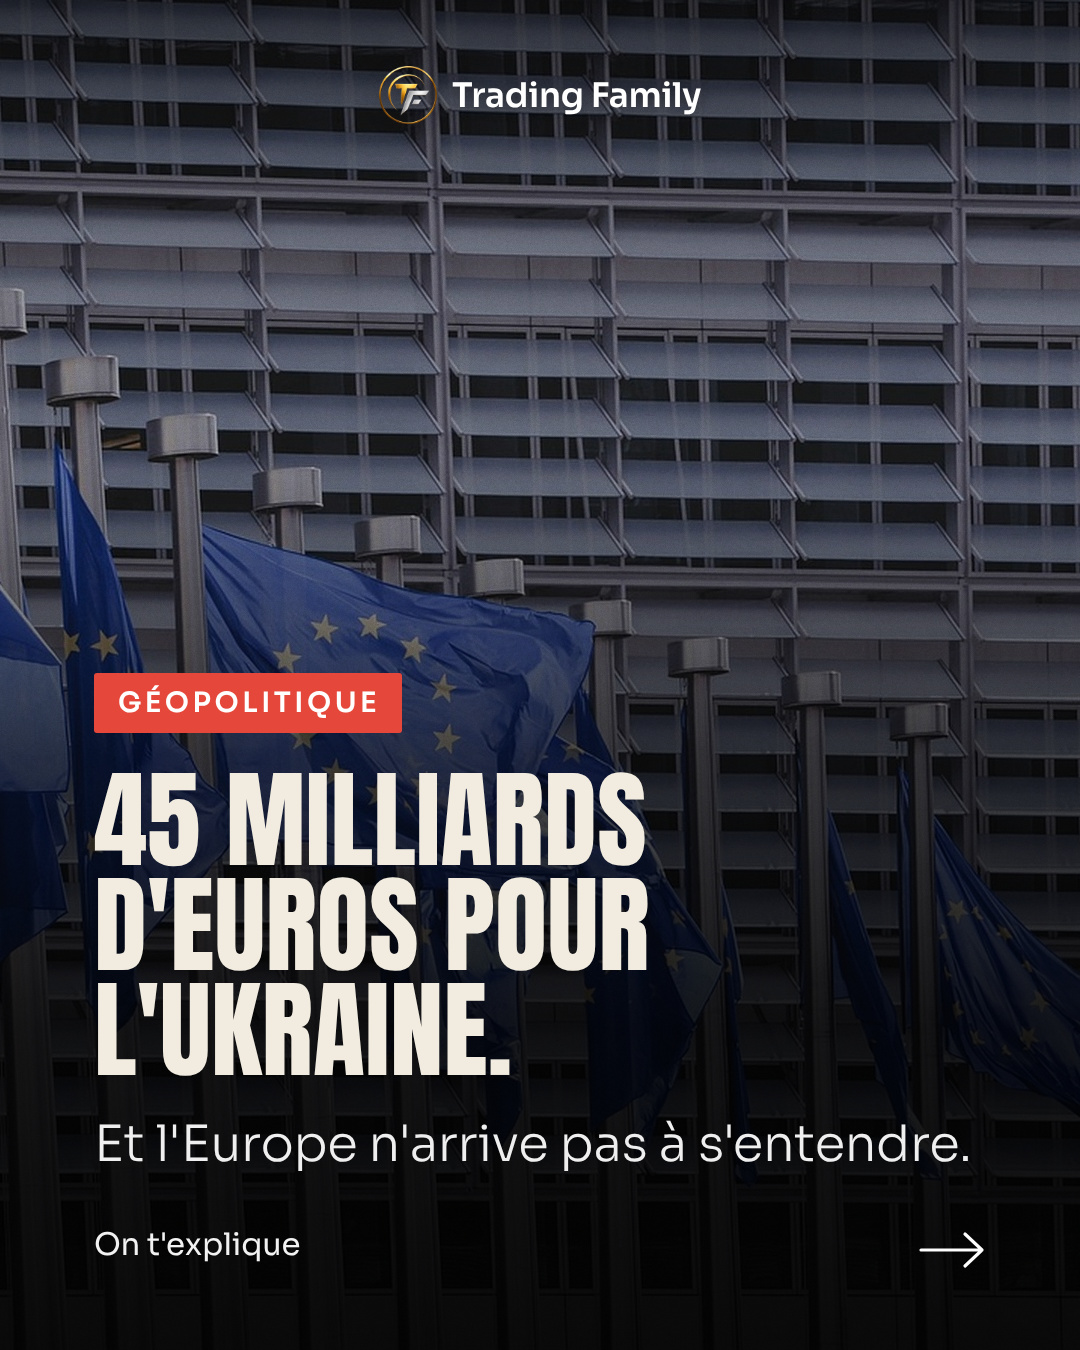 Trading Family
GÉOPOLITIQUE
45 MILLIARDS
D'EUROS POUR
L'UKRAINE.
Et l'Europe n'arrive pas à s'entendre.
On t'explique